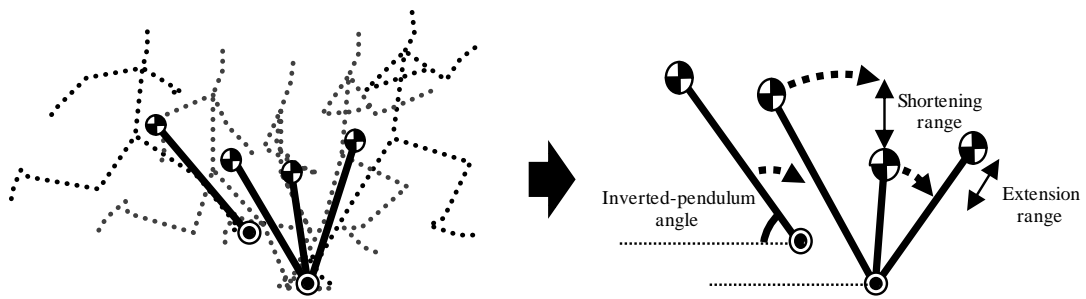 Shortening
range
Inverted-pendulum
angle
Extension
range